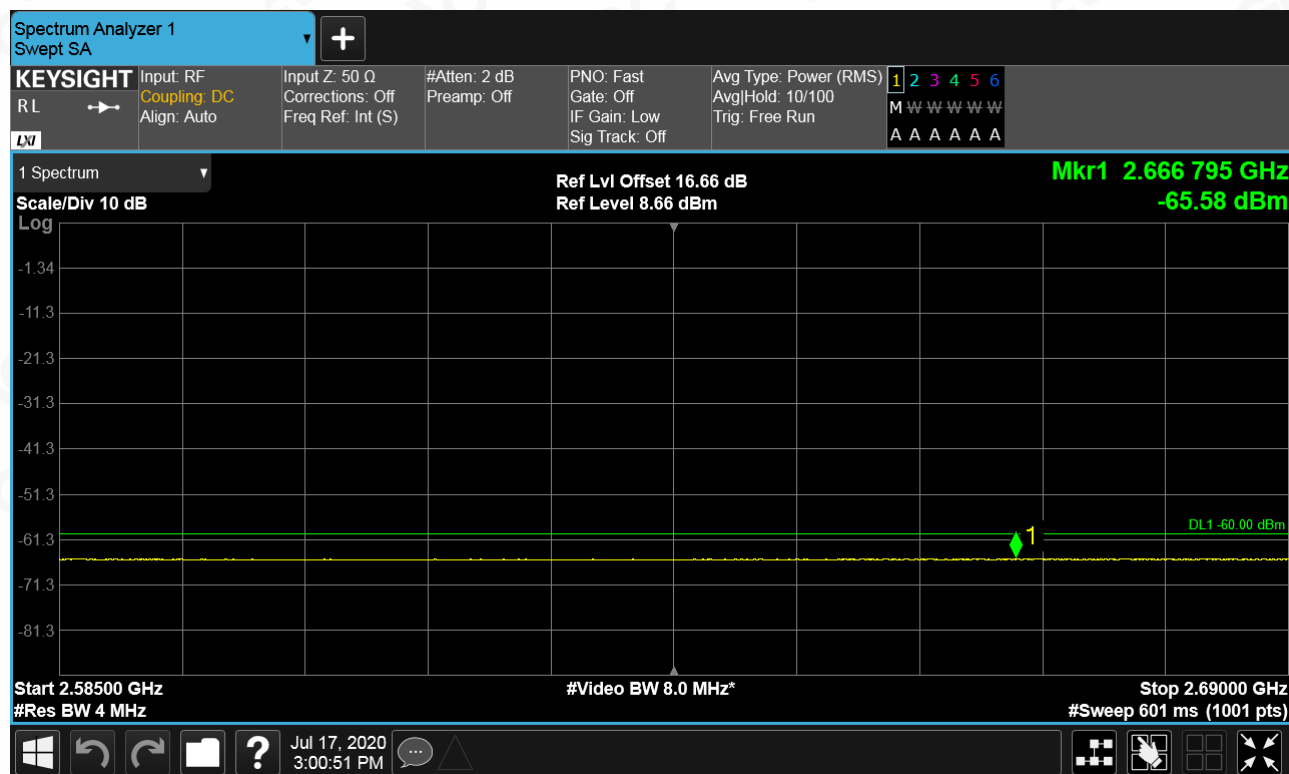 Spectrum Analyzer 1
Swept SA
▼
+
KEYSIGHT
R L
LXI
Input: RF
Coupling: DC
Align: Auto
Input Z: 50 Ω
Corrections: Off
Freq Ref: Int (S)
#Atten: 2 dB
Preamp: Off
PNO: Fast
Gate: Off
IF Gain: Low
Sig Track: Off
Avg Type: Power (RMS)
Avg|Hold: 10/100
Trig: Free Run
1 2 3 4 5 6
M W W W W W
A A A A A A
1 Spectrum ▼
Scale/Div 10 dB
Log
Ref Lvl Offset 16.66 dB
Ref Level 8.66 dBm
Mkr1 2.666 795 GHz
-65.58 dBm
-1.34
-11.3
-21.3
-31.3
-41.3
-51.3
DL1 -60.00 dBm
1
-61.3
-71.3
-81.3
Start 2.58500 GHz
#Res BW 4 MHz
#Video BW 8.0 MHz*
Stop 2.69000 GHz
#Sweep 601 ms (1001 pts)
?
Jul 17, 2020
3:00:51 PM